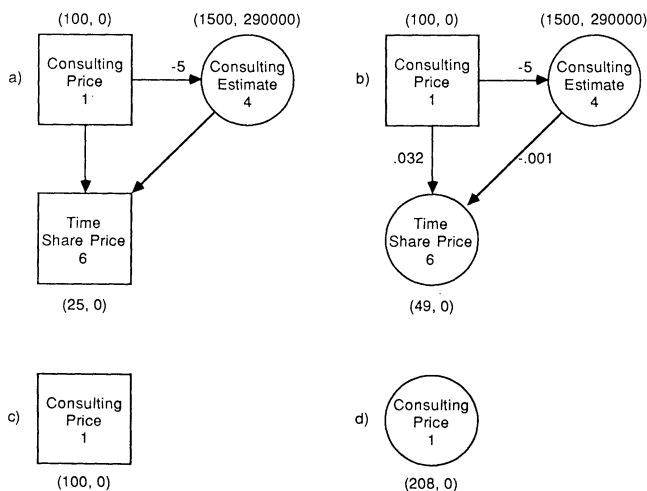 (100, 0)
(1500, 290000)
a)
Consulting
Price
1
-5
Consulting
Estimate
4
Time
Share Price
6
(25, 0)
(100, 0)
(1500, 290000)
b)
Consulting
Price
1
-5
Consulting
Estimate
4
.032
-.001
Time
Share Price
6
(49, 0)
c)
Consulting
Price
1
(100, 0)
d)
Consulting
Price
1
(208, 0)